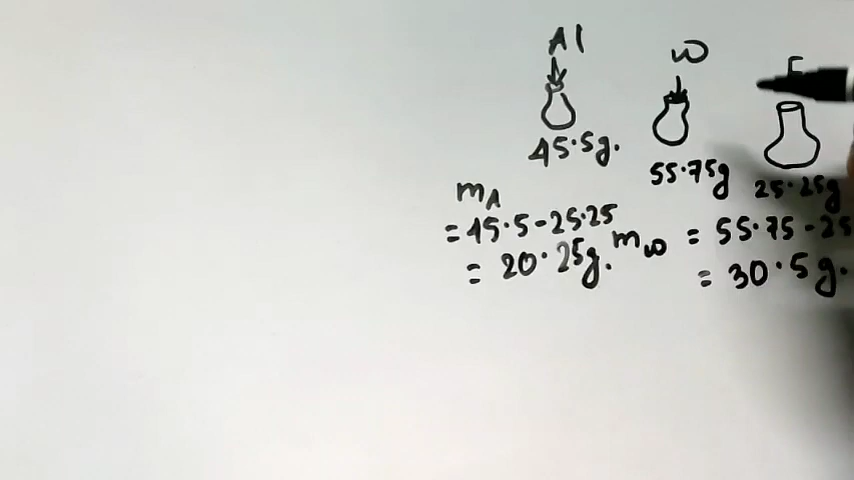 Al
W
E
45.5g.
55.75g
25.25g
mA
= 45.5-25.25
= 20.25g.
mw = 55.75-25
= 30.5g.